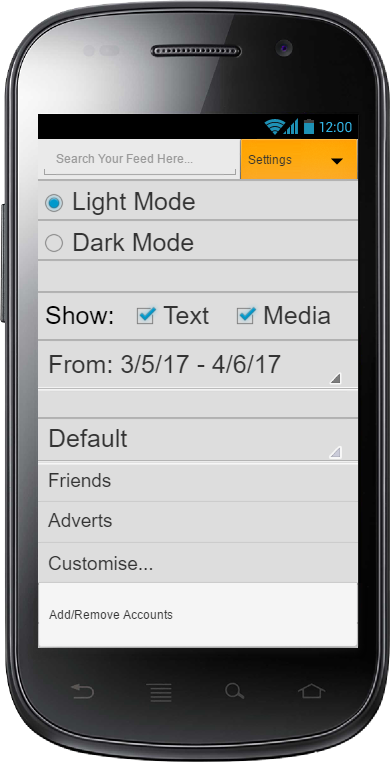 12:00
Search Your Feed Here...
Settings
Light Mode
Dark Mode
Show: Text Media
From: 3/5/17 - 4/6/17
Default
Friends
Adverts
Customise...
Add/Remove Accounts